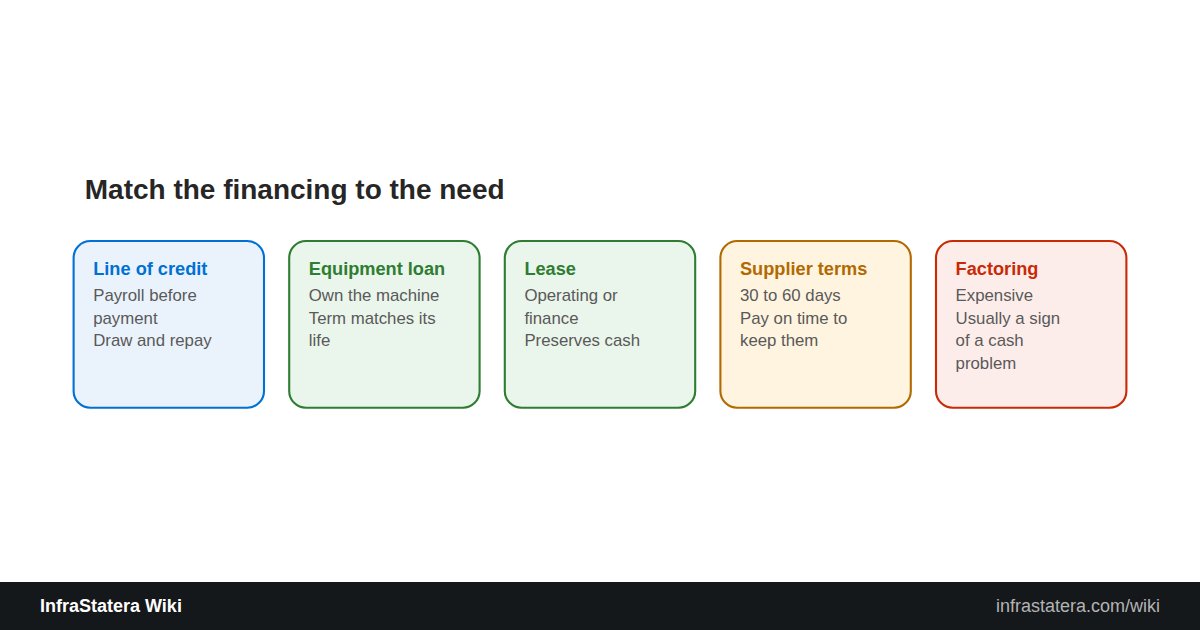 Match the financing to the need
Line of credit
Payroll before
payment
Draw and repay
Equipment loan
Own the machine
Term matches its
life
Lease
Operating or
finance
Preserves cash
Supplier terms
30 to 60 days
Pay on time to
keep them
Factoring
Expensive
Usually a sign
of a cash
problem
InfraStatera Wiki
infrastatera.com/wiki